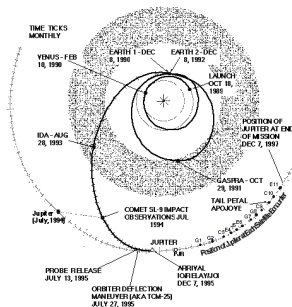 TIME TICKS
MONTHLY
EARTH 1 - DEC
8, 1990
EARTH 2 - DEC
8, 1992
VENUS - FEB
10, 1990
LAUNCH
OCT 18,
1989
POSITION OF
JUPITER AT END
OF MISSION
DEC 7, 1997
IDA - AUG
28, 1993
GASPRA - OCT
29, 1991
TAIL PETAL
APOJOVE
E11
C10
Jupiter
(July, 1994)
COMET SL-9 IMPACT
OBSERVATIONS JUL
1994
JUPITER
PROBE RELEASE
JULY 13, 1995
ARRIVAL
DEC 7, 1995
ORBITER DEFLECTION
MANEUVER (AKA TCM-25)
JULY 27, 1995